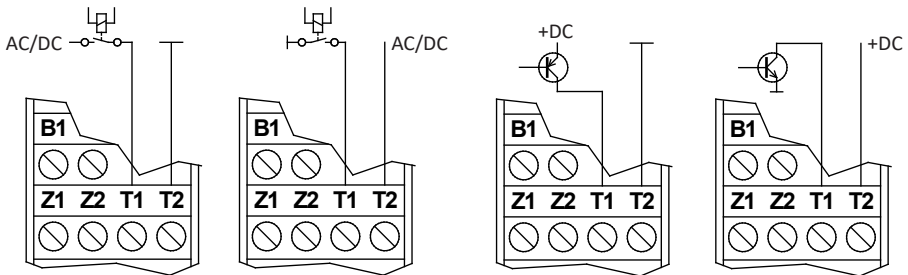 AC/DC
B1
Z1 Z2 T1 T2
AC/DC
B1
Z1 Z2 T1 T2
+DC
B1
Z1 Z2 T1 T2
+DC
B1
Z1 Z2 T1 T2